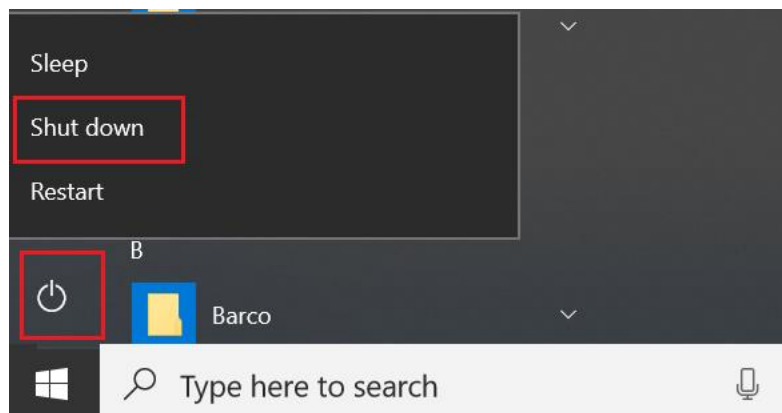 Sleep
Shut down
Restart
B
Barco
Type here to search